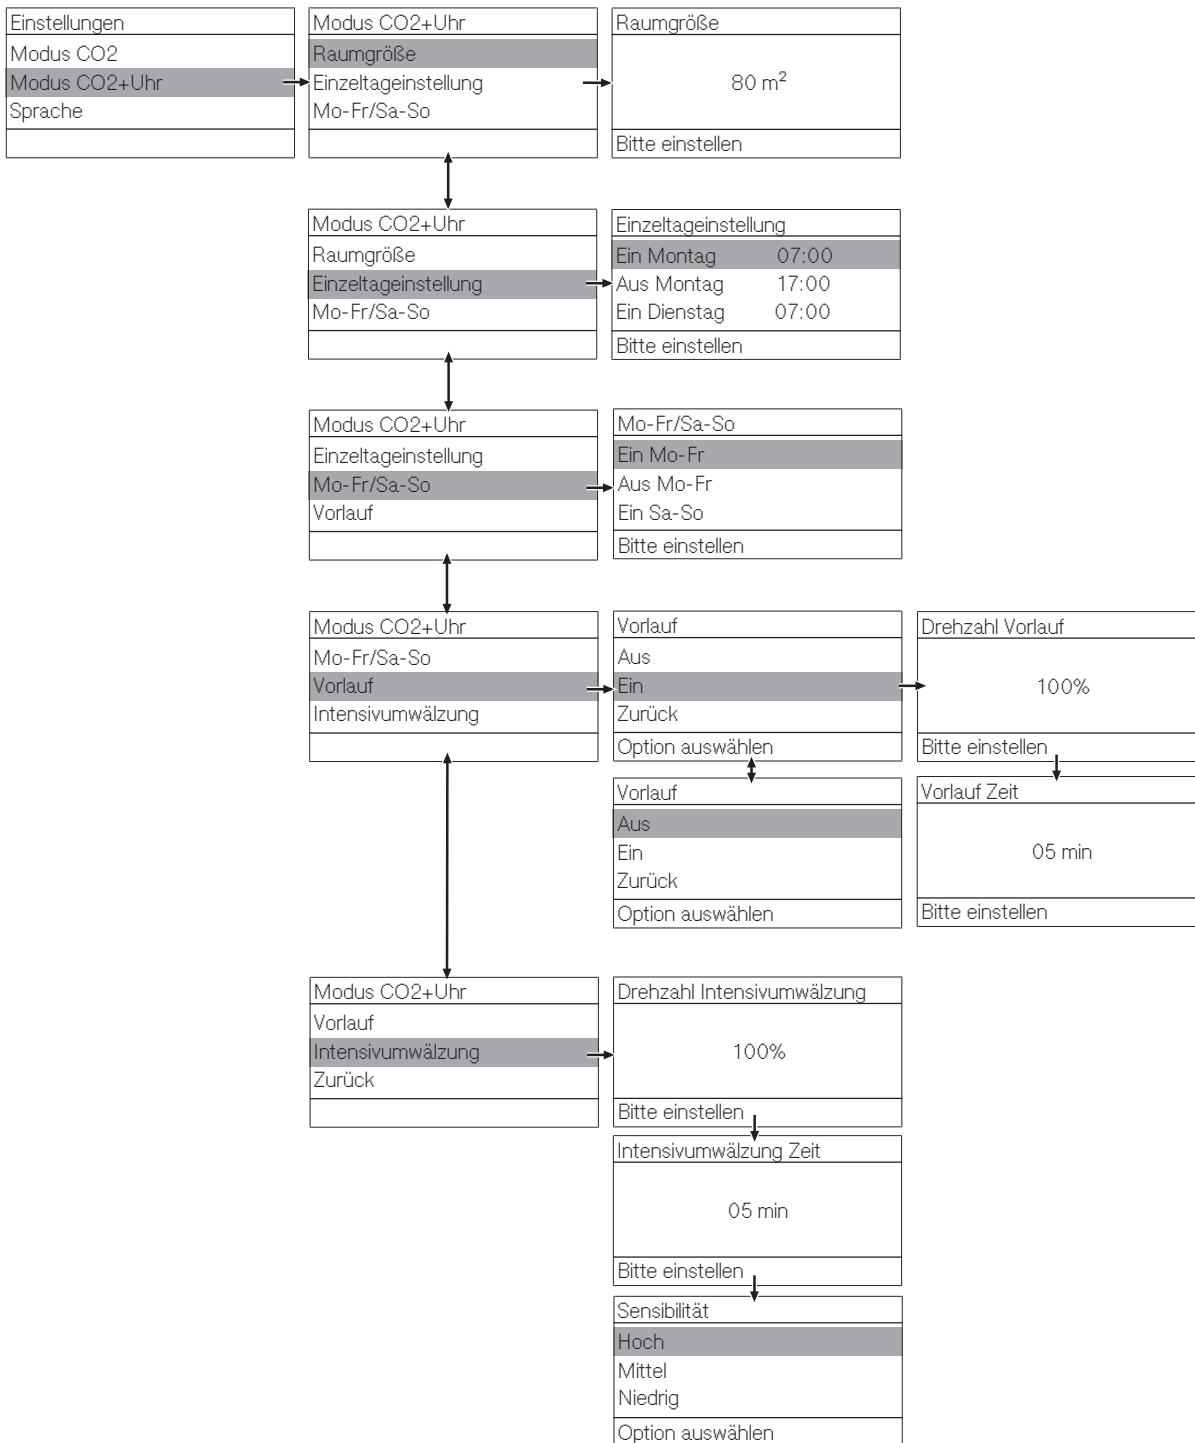 Einstellungen
Modus CO2
Modus CO2+Uhr
Sprache
Modus CO2+Uhr
Raumgröße
Einzeltageinstellung
Mo-Fr/Sa-So
Raumgröße
80 m²
Bitte einstellen
Modus CO2+Uhr
Raumgröße
Einzeltageinstellung
Mo-Fr/Sa-So
Einzeltageinstellung
Ein Montag 07:00
Aus Montag 17:00
Ein Dienstag 07:00
Bitte einstellen
Modus CO2+Uhr
Einzeltageinstellung
Mo-Fr/Sa-So
Vorlauf
Mo-Fr/Sa-So
Ein Mo-Fr
Aus Mo-Fr
Ein Sa-So
Bitte einstellen
Modus CO2+Uhr
Mo-Fr/Sa-So
Vorlauf
Intensivumwälzung
Vorlauf
Aus
Ein
Zurück
Option auswählen
Drehzahl Vorlauf
100%
Bitte einstellen
Vorlauf
Aus
Ein
Zurück
Option auswählen
Vorlauf Zeit
05 min
Bitte einstellen
Modus CO2+Uhr
Vorlauf
Intensivumwälzung
Zurück
Drehzahl Intensivumwälzung
100%
Bitte einstellen
Intensivumwälzung Zeit
05 min
Bitte einstellen
Sensibilität
Hoch
Mittel
Niedrig
Option auswählen